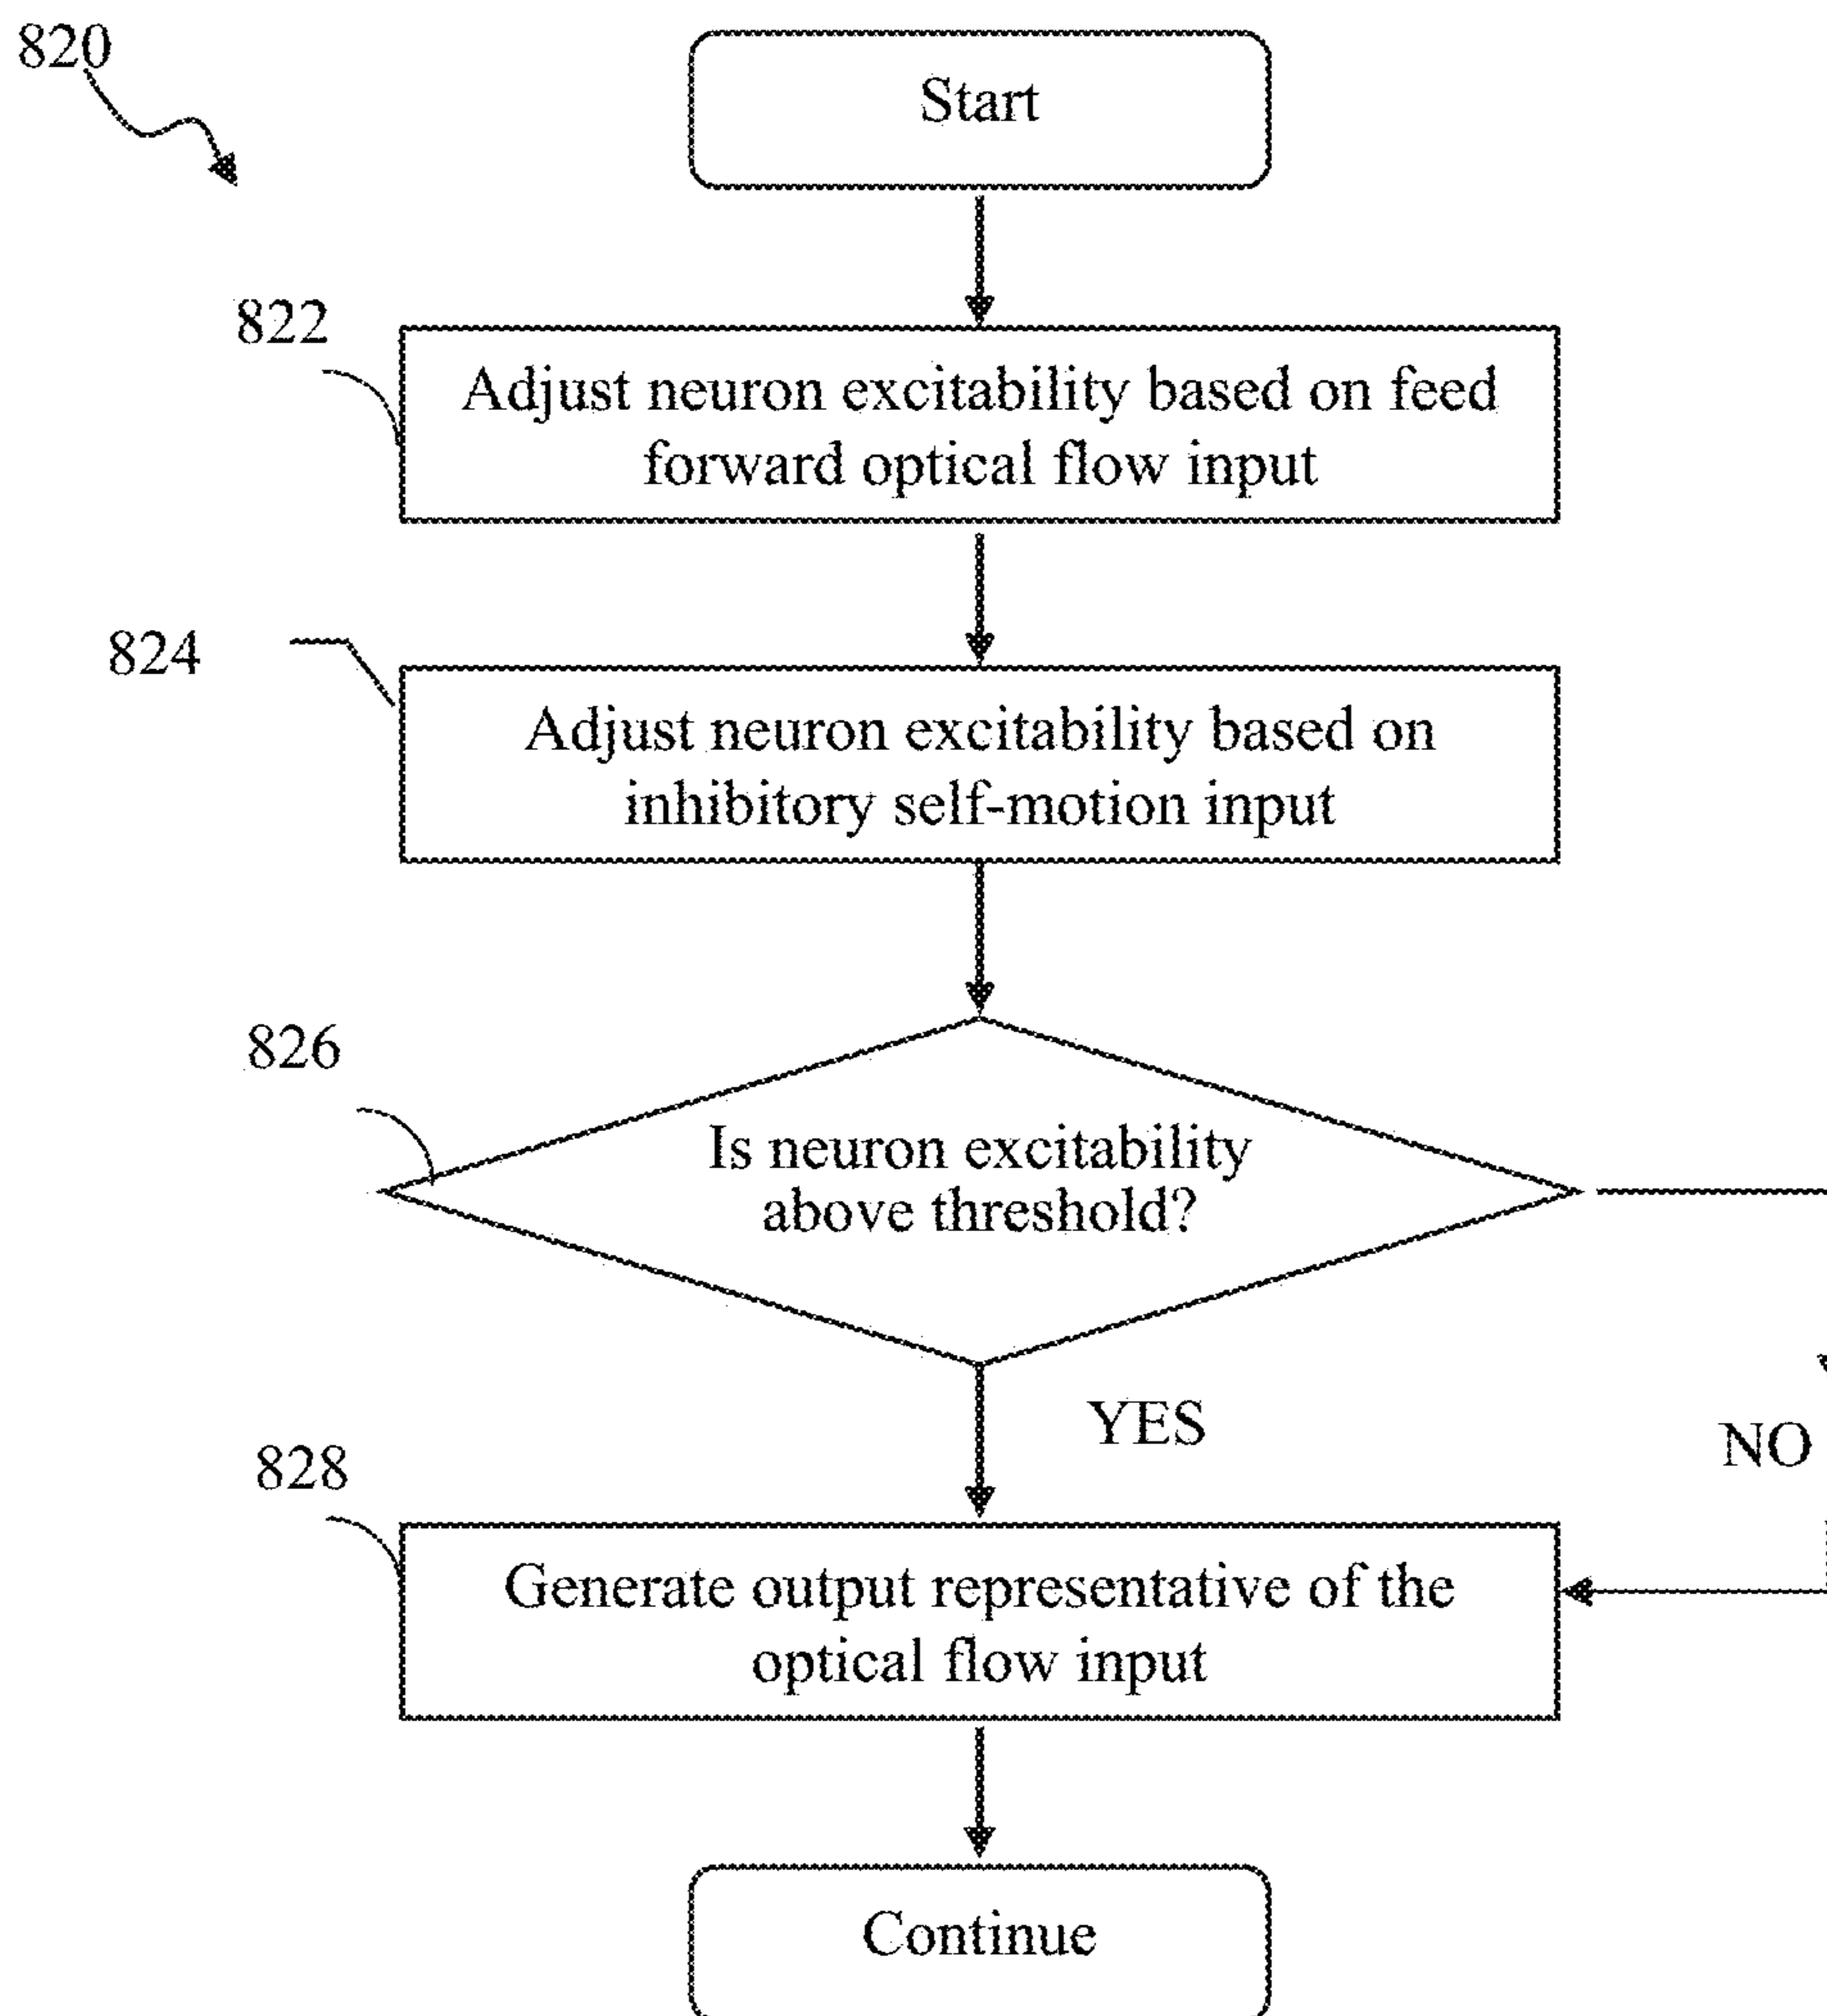 820
Start
822
Adjust neuron excitability based on feed
forward optical flow input
824
Adjust neuron excitability based on
inhibitory self-motion input
826
Is neuron excitability
above threshold?
YES
NO
828
Generate output representative of the
optical flow input
Continue